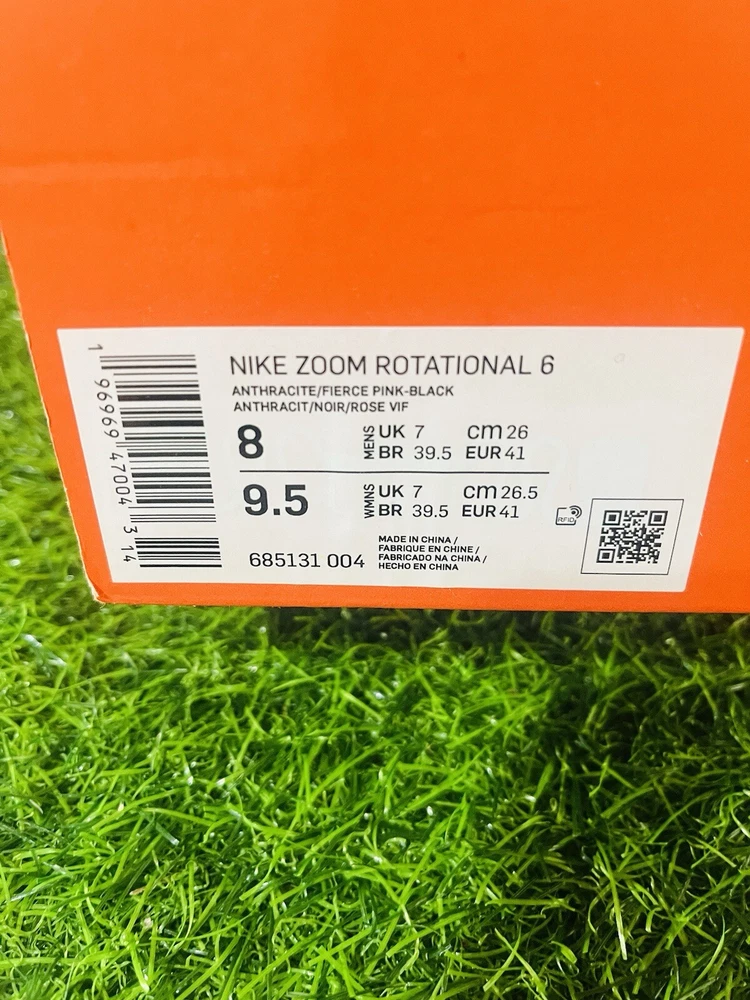 NIKE ZOOM ROTATIONAL 6
ANTHRACITE/FIERCE PINK-BLACK
ANTHRACIT/NOIR/ROSE VIF
8 MENS UK 7 cm 26
BR 39.5 EUR 41
9.5 WMNS UK 7 cm 26.5
BR 39.5 EUR 41
685131 004
MADE IN CHINA /
FABRIQUE EN CHINE /
FABRICADO NA CHINA /
HECHO EN CHINA
RFID
1 96969 47004 3 14